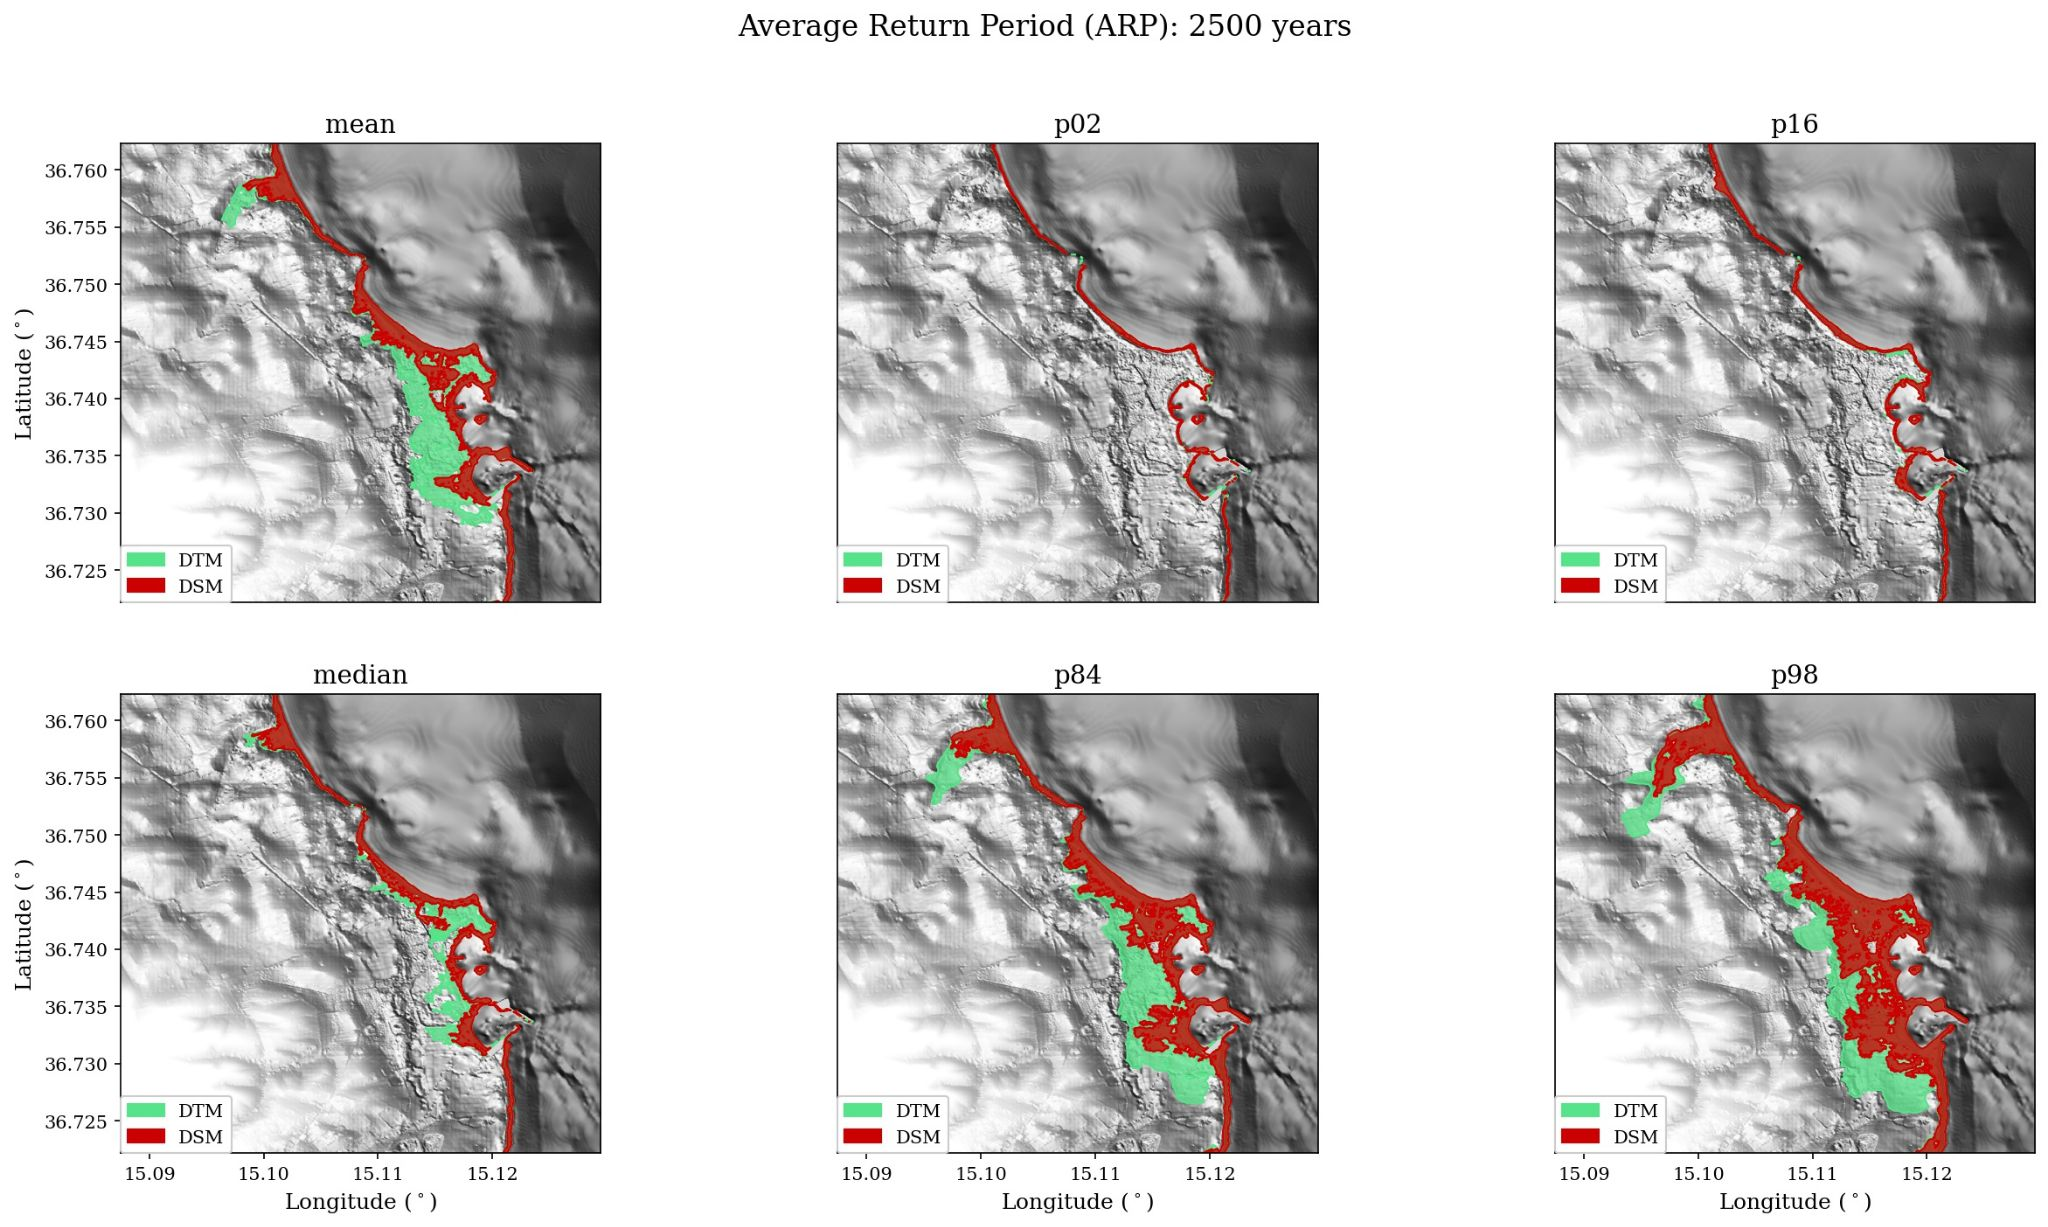 Average Return Period (ARP): 2500 years
mean
p02
p16
36.760
36.755
36.750
36.745
36.740
36.735
36.730
36.725
Latitude (°)
DTM
DSM
DTM
DSM
DTM
DSM
median
p84
p98
36.760
36.755
36.750
36.745
36.740
36.735
36.730
36.725
Latitude (°)
DTM
DSM
DTM
DSM
DTM
DSM
15.09 15.10 15.11 15.12
15.09 15.10 15.11 15.12
15.09 15.10 15.11 15.12
Longitude (°)
Longitude (°)
Longitude (°)